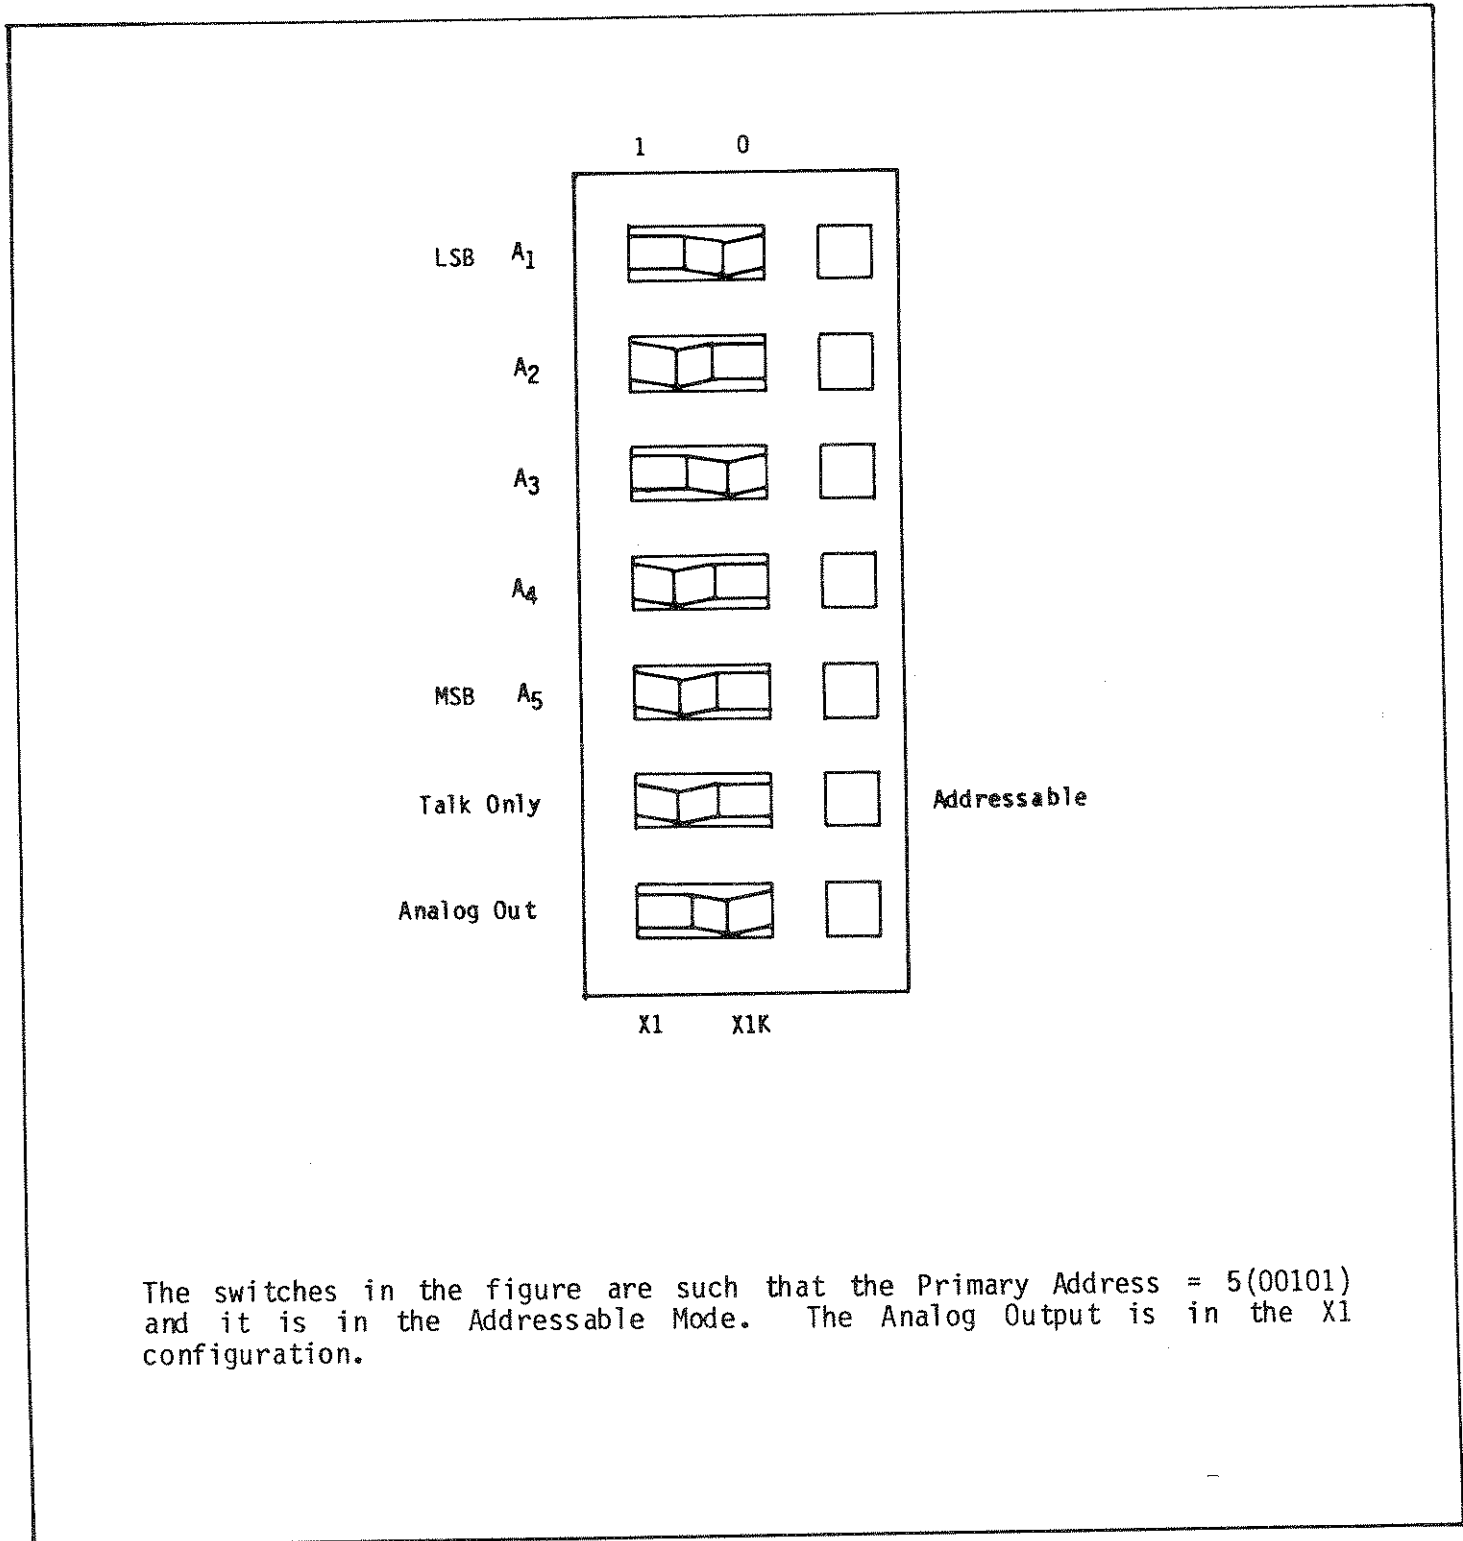 1 0
LSB A1
A2
A3
A4
MSB A5
Talk Only Addressable
Analog Out
X1 X1K
The switches in the figure are such that the Primary Address = 5(00101)
and it is in the Addressable Mode. The Analog Output is in the X1
configuration.